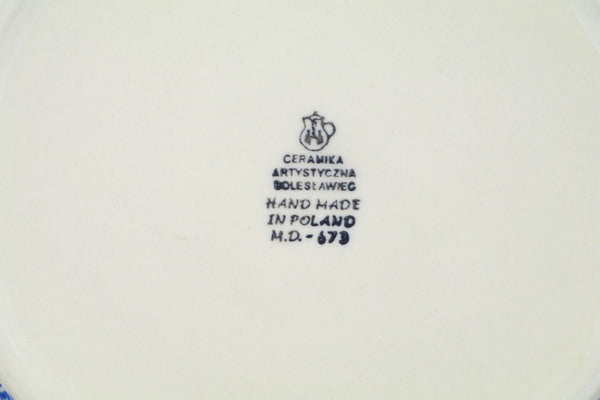 CERAMIKA
ARTYSTYCZNA
BOLESŁAWIEC
HAND MADE
IN POLAND
M.D. - 673